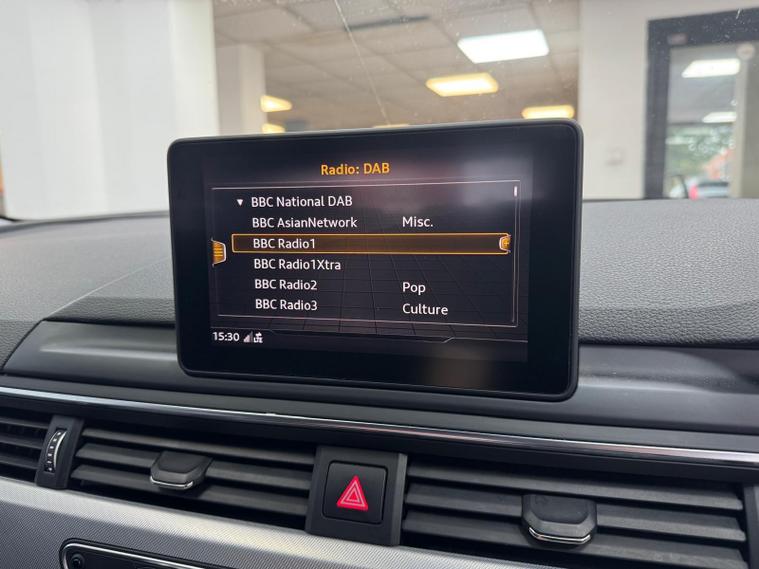 Radio: DAB
▼ BBC National DAB
BBC AsianNetwork Misc.
BBC Radio1
BBC Radio1Xtra
BBC Radio2 Pop
BBC Radio3 Culture
15:30 LTE